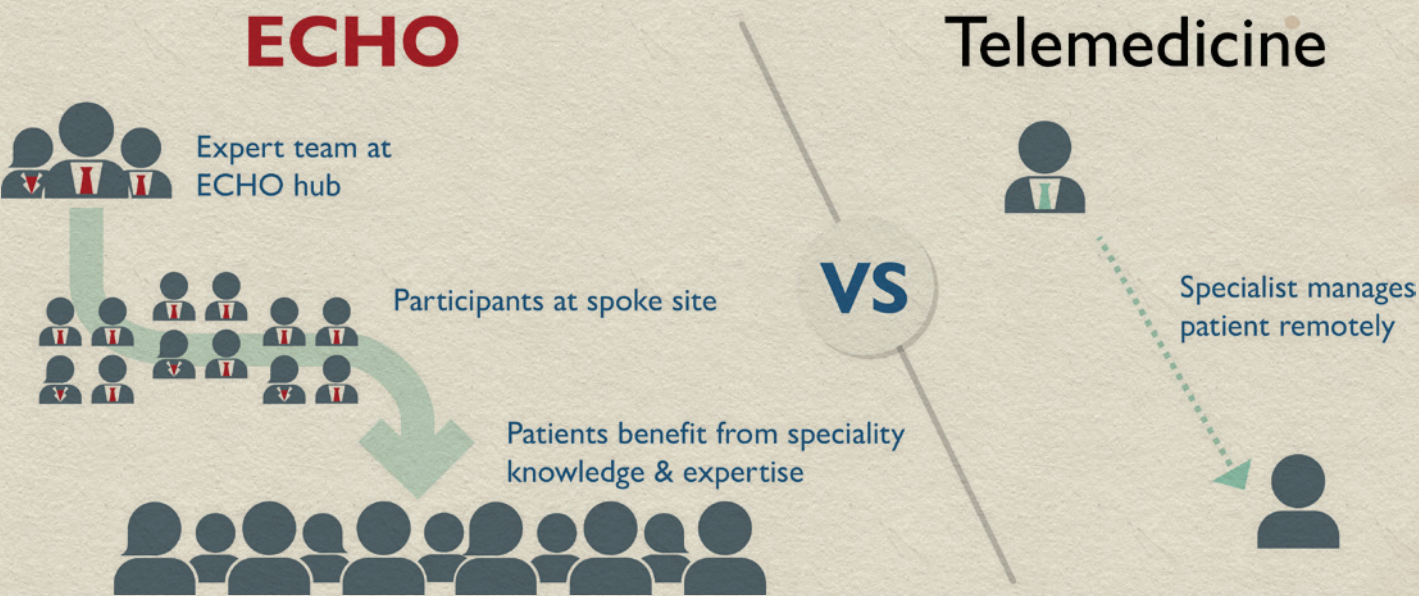 ECHO
Expert team at
ECHO hub
Participants at spoke site
Patients benefit from speciality
knowledge & expertise
VS
Telemedicine
Specialist manages
patient remotely